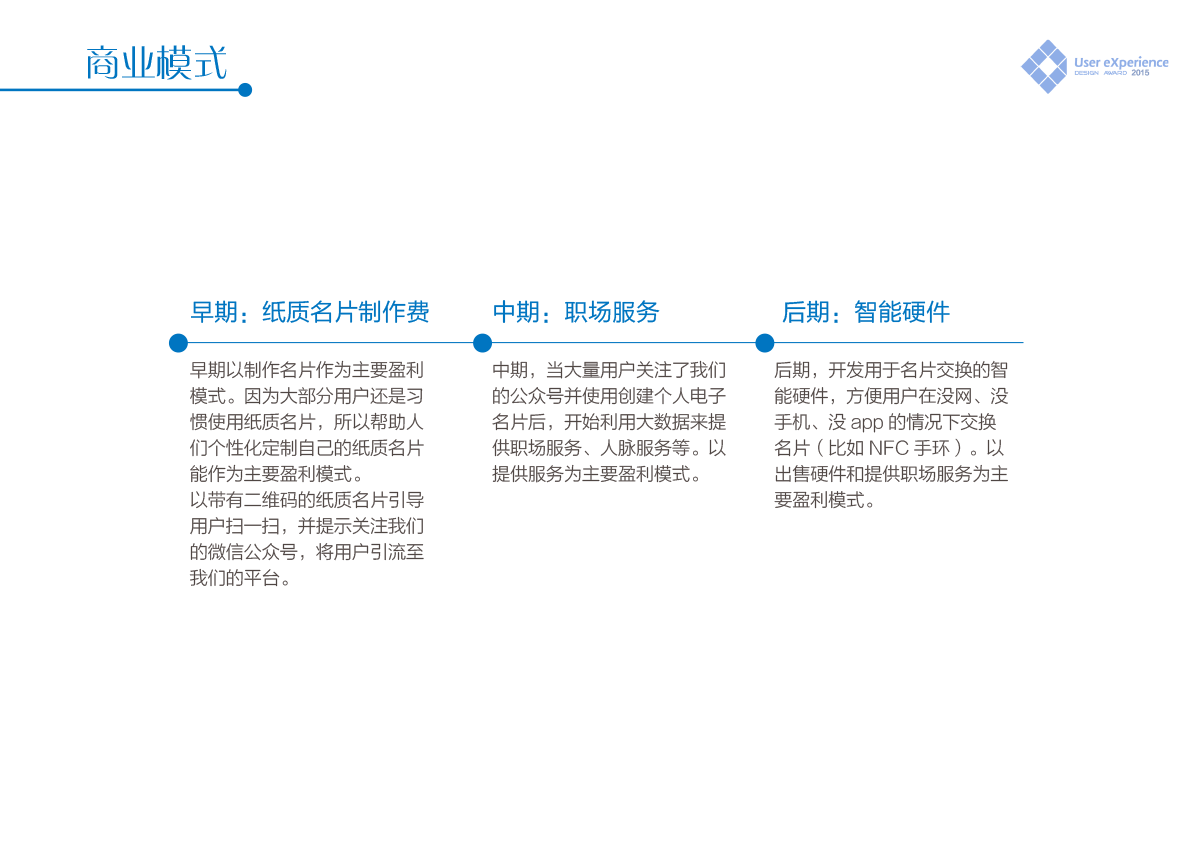 商业模式
User eXperience
DESIGN AWARD 2015
早期：纸质名片制作费
早期以制作名片作为主要盈利
模式。因为大部分用户还是习
惯使用纸质名片，所以帮助人
们个性化定制自己的纸质名片
能作为主要盈利模式。
以带有二维码的纸质名片引导
用户扫一扫，并提示关注我们
的微信公众号，将用户引流至
我们的平台。
中期：职场服务
中期，当大量用户关注了我们
的公众号并使用创建个人电子
名片后，开始利用大数据来提
供职场服务、人脉服务等。以
提供服务为主要盈利模式。
后期：智能硬件
后期，开发用于名片交换的智
能硬件，方便用户在没网、没
手机、没 app 的情况下交换
名片（比如 NFC 手环）。以
出售硬件和提供职场服务为主
要盈利模式。